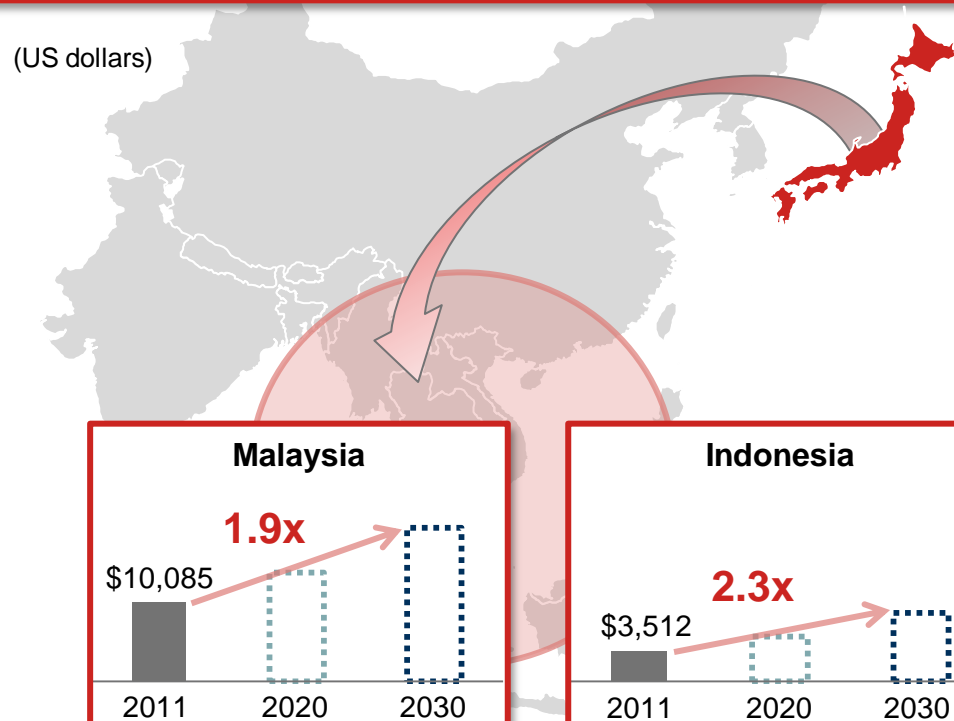 (US dollars)
Malaysia
1.9x
$10,085
2011 2020 2030
Indonesia
2.3x
$3,512
2011 2020 2030